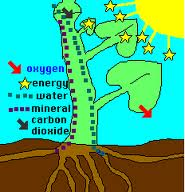 oxygen
energy
water
mineral
carbon
dioxide